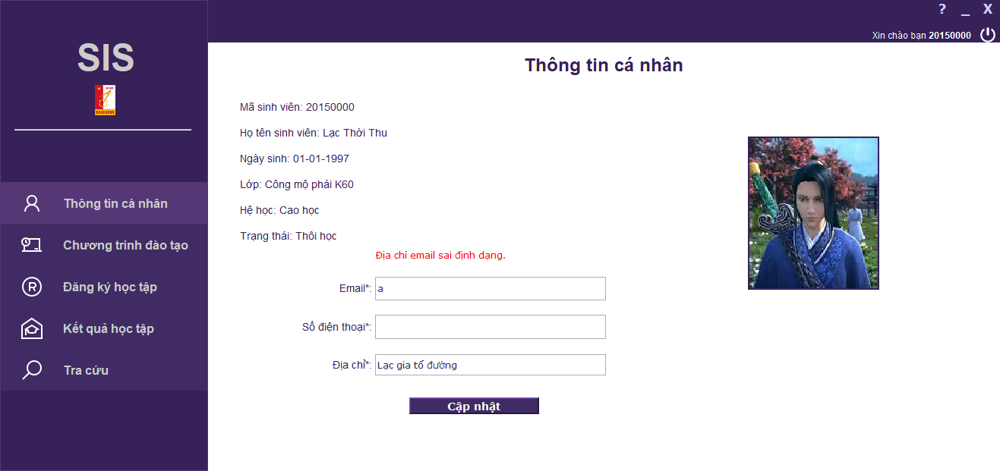 ? _ X
Xin chào bạn 20150000
SIS
BÁCH KHOA
Thông tin cá nhân
Chương trình đào tạo
R
Đăng ký học tập
Kết quả học tập
Tra cứu
Thông tin cá nhân
Mã sinh viên: 20150000
Họ tên sinh viên: Lạc Thời Thu
Ngày sinh: 01-01-1997
Lớp: Công mộ phái K60
Hệ học: Cao học
Trạng thái: Thôi học
Địa chỉ email sai định dạng.
Email*: a
Số điện thoại*:
Địa chỉ*: Lạc gia tổ đường
Cập nhật